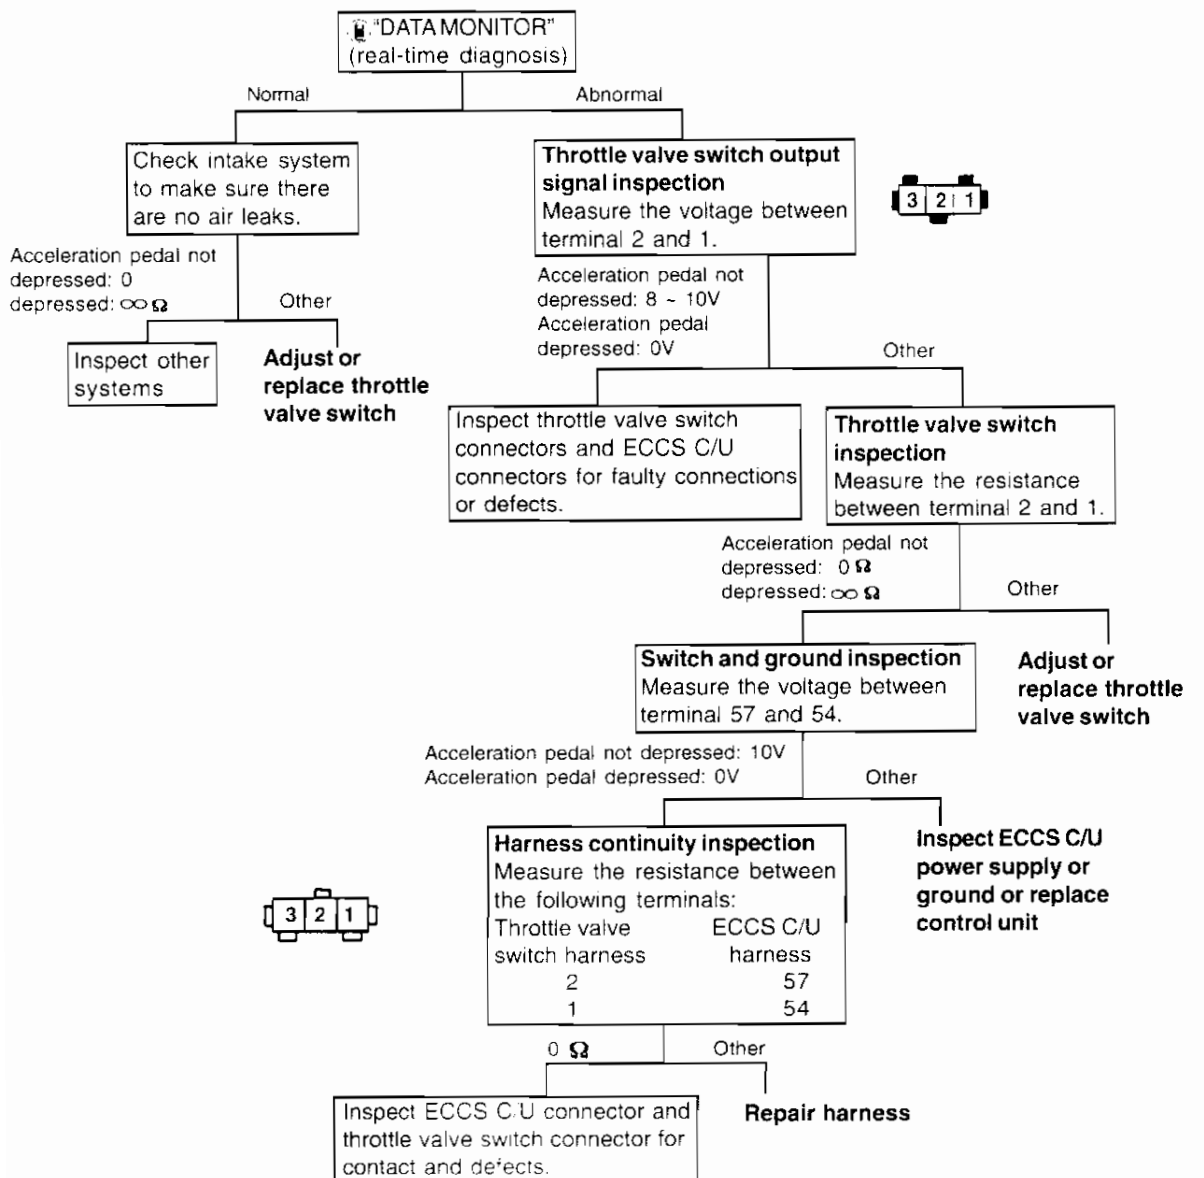 "DATA MONITOR"
(real-time diagnosis)
Normal
Abnormal
Check intake system
to make sure there
are no air leaks.
Throttle valve switch output
signal inspection
Measure the voltage between
terminal 2 and 1.
3 2 1
Acceleration pedal not
depressed: 0
depressed: ∞ Ω
Other
Acceleration pedal not
depressed: 8 ~ 10V
Acceleration pedal
depressed: 0V
Other
Inspect other
systems
Adjust or
replace throttle
valve switch
Inspect throttle valve switch
connectors and ECCS C/U
connectors for faulty connections
or defects.
Throttle valve switch
inspection
Measure the resistance
between terminal 2 and 1.
Acceleration pedal not
depressed: 0 Ω
depressed: ∞ Ω
Other
Switch and ground inspection
Measure the voltage between
terminal 57 and 54.
Adjust or
replace throttle
valve switch
Acceleration pedal not depressed: 10V
Acceleration pedal depressed: 0V
Other
Harness continuity inspection
Measure the resistance between
the following terminals:
Throttle valve ECCS C/U
switch harness harness
2 57
1 54
Inspect ECCS C/U
power supply or
ground or replace
control unit
3 2 1
0 Ω
Other
Inspect ECCS C/U connector and
throttle valve switch connector for
contact and defects.
Repair harness